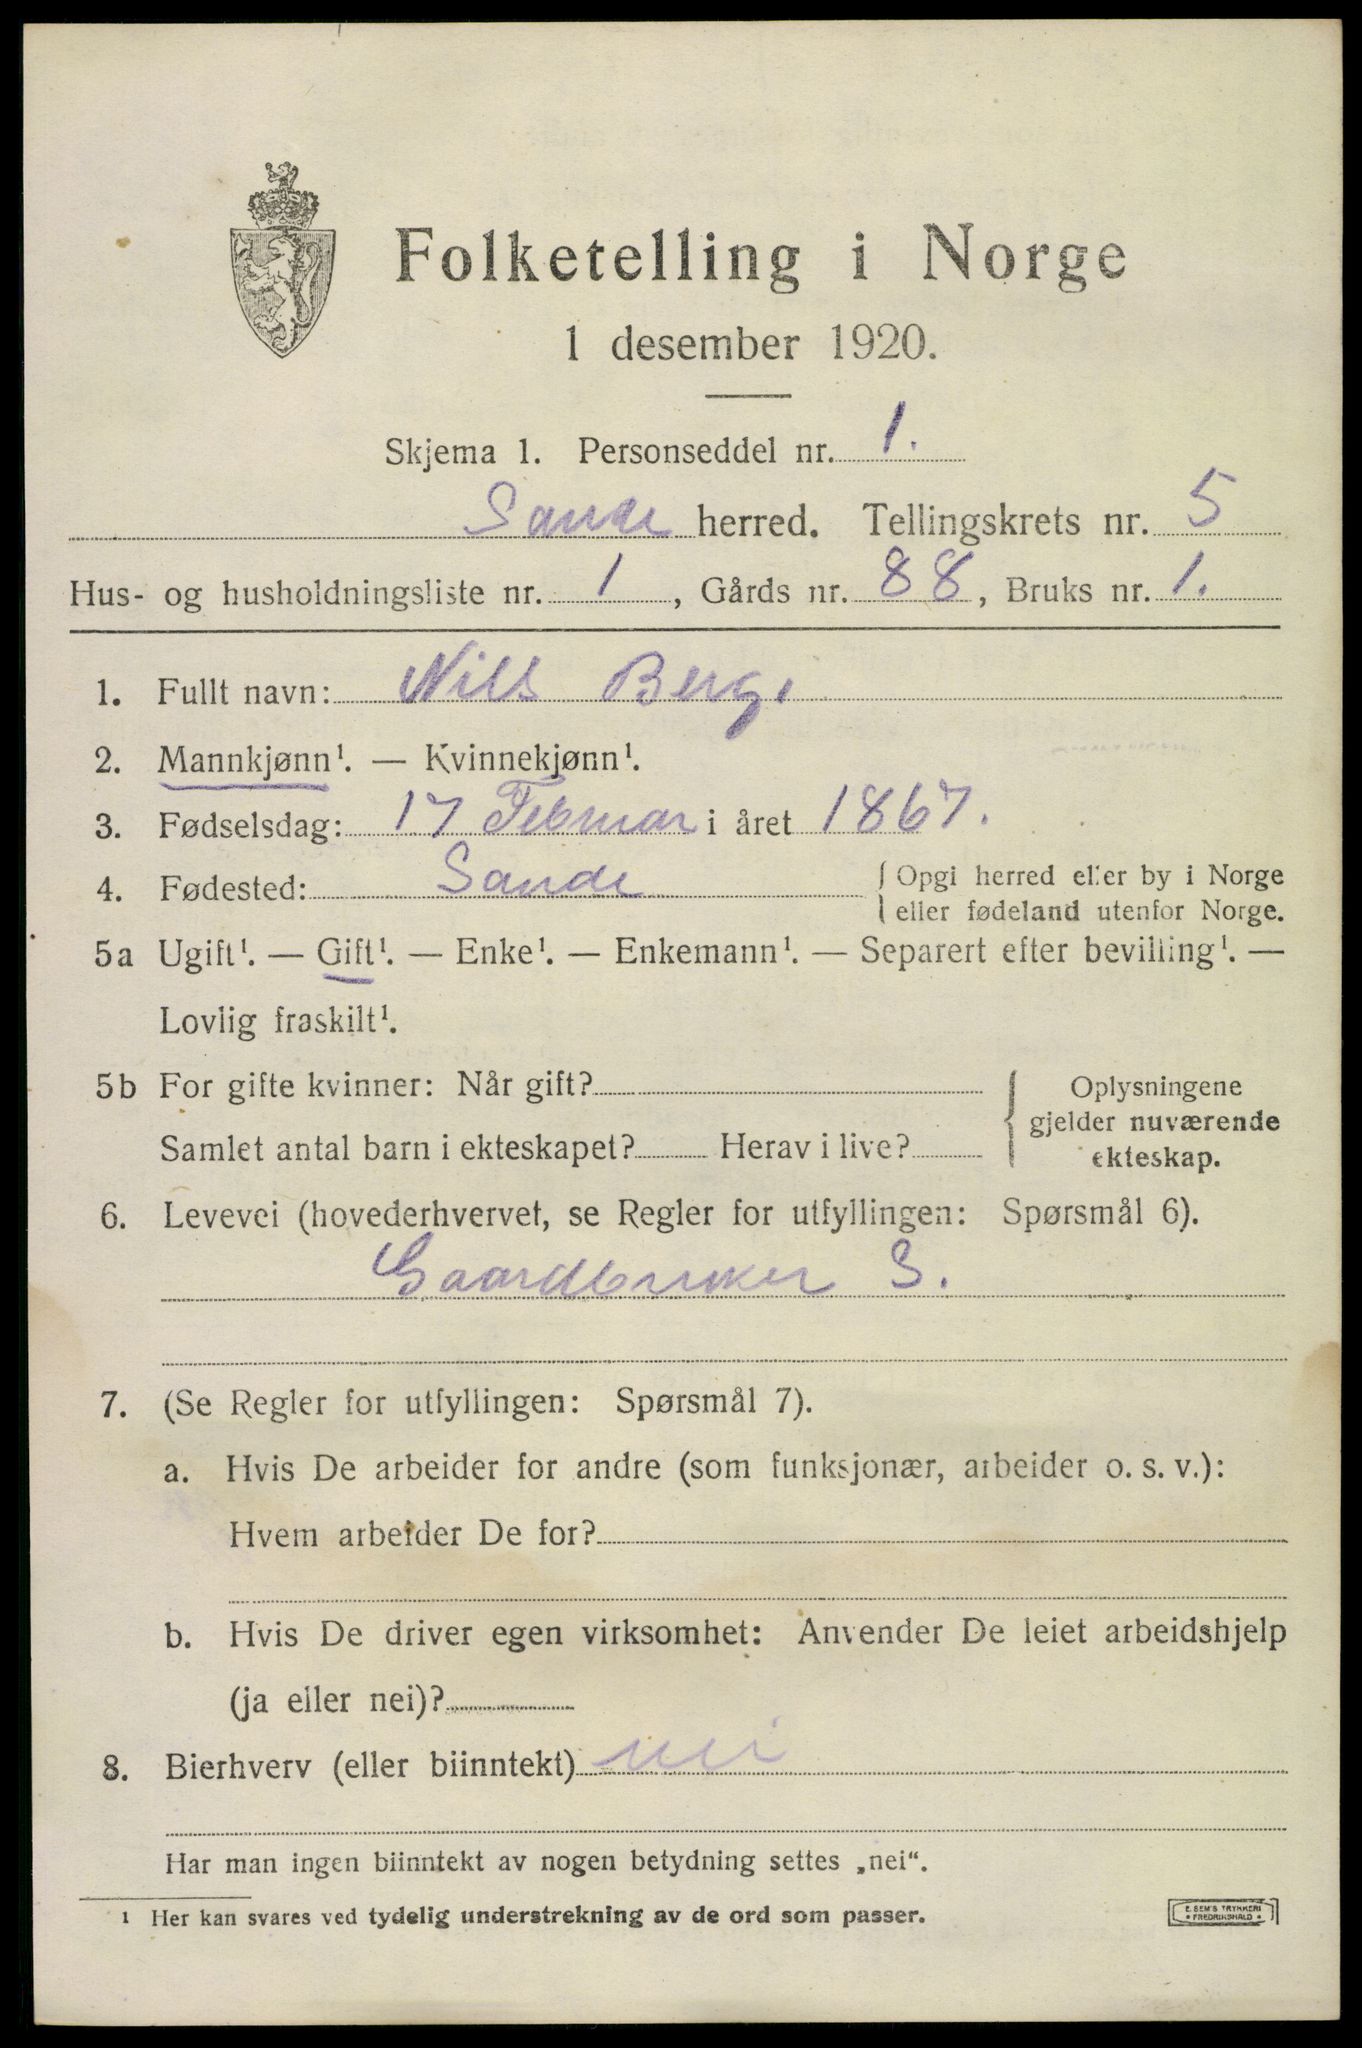 Folketelling i Norge
1 desember 1920.
Skjema 1. Personseddel nr. 1.
Sande herred. Tellingskrets nr. 5
Hus- og husholdningsliste nr. 1, Gårds nr. 88, Bruks nr. 1.
1. Fullt navn: Nils Berg.
2. Mannkjønn¹. — Kvinnekjønn¹.
3. Fødselsdag: 17 Februar i året 1867.
4. Fødested: Sande
Opgi herred eller by i Norge
eller fødeland utenfor Norge.
5a Ugift¹. — Gift¹. — Enke¹. — Enkemann¹. — Separert efter bevilling¹. —
Lovlig fraskilt¹.
5b For gifte kvinner: Når gift?
Samlet antal barn i ekteskapet? Herav i live?
Oplysningene
gjelder nuværende
ekteskap.
6. Levevei (hovederhvervet, se Regler for utfyllingen: Spørsmål 6).
Gaardbruker S.
7. (Se Regler for utfyllingen: Spørsmål 7).
a. Hvis De arbeider for andre (som funksjonær, arbeider o. s. v.):
Hvem arbeider De for?
b. Hvis De driver egen virksomhet: Anvender De leiet arbeidshjelp
(ja eller nei)?
8. Bierhverv (eller biinntekt) nei
Har man ingen biinntekt av nogen betydning settes „nei“.
¹ Her kan svares ved tydelig understrekning av de ord som passer.
E. SEM'S TRYKKERI
• FREDRIKSHALD •